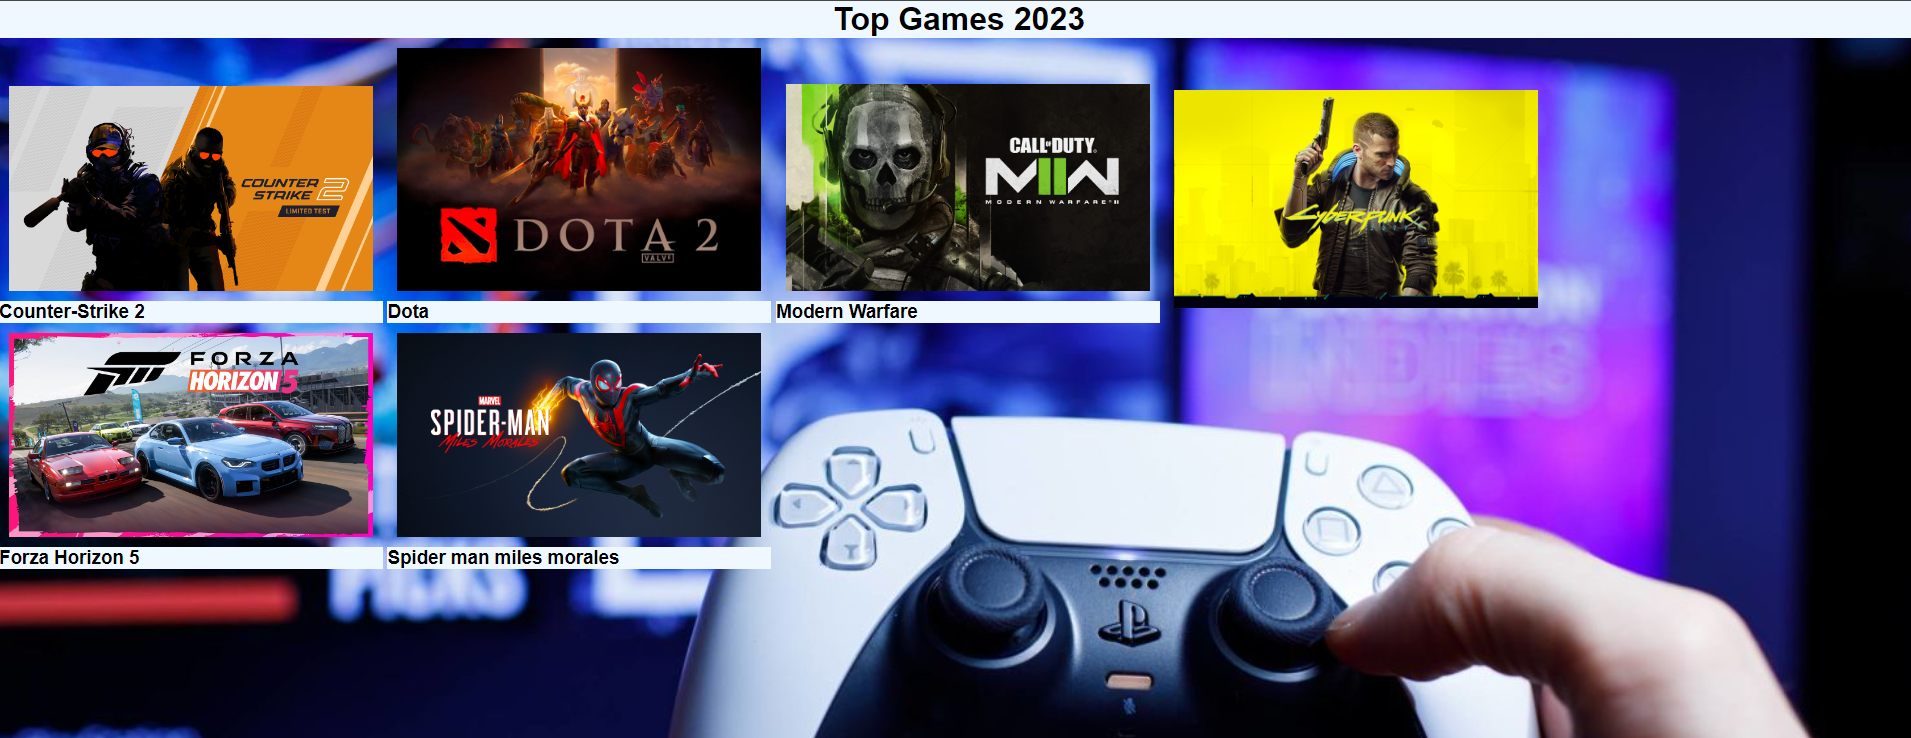 Top Games 2023
COUNTER
STRIKE 2
LIMITED TEST
DOTA 2
VALVE
CALL OF DUTY
MWII
MODERN WARFARE II
Cyberpunk
Counter-Strike 2
Dota
Modern Warfare
FORZA
HORIZON 5
MARVEL
SPIDER-MAN
MILES MORALES
INDIES
Forza Horizon 5
Spider man miles morales